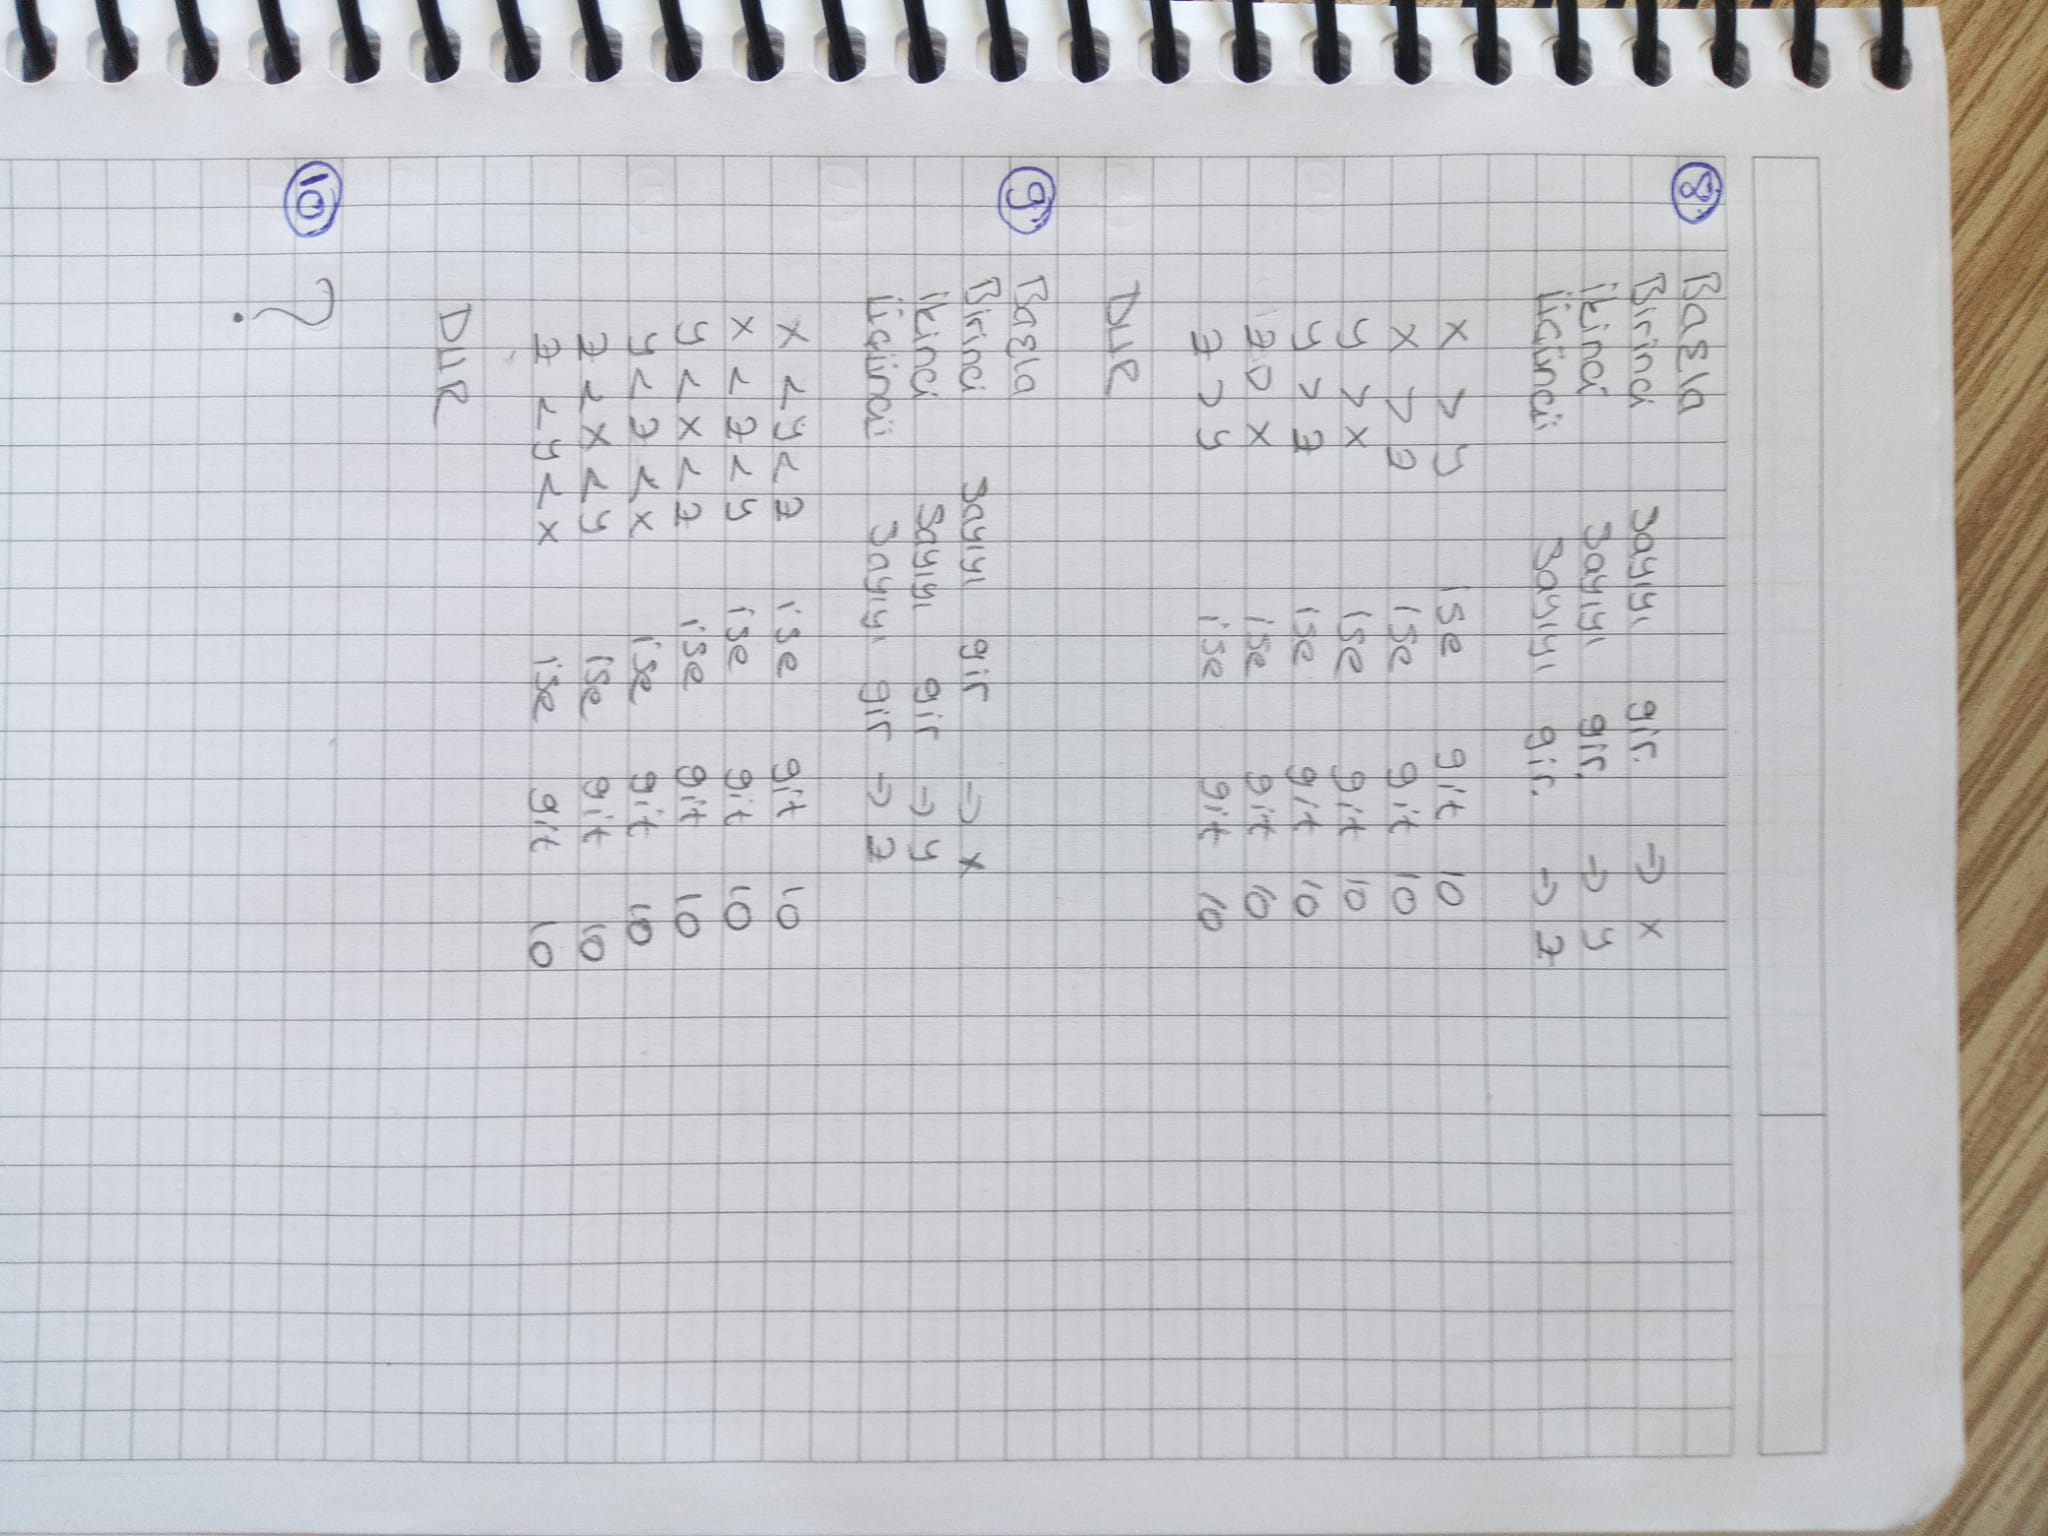 8 Başla
Birinci sayıyı gir. → x
İkinci sayıyı gir. → y
Üçüncü sayıyı gir. → z
x > y ise git 10
x > z ise git 10
y > x ise git 10
y > z ise git 10
z > x ise git 10
z > y ise git 10
DUR
9 Başla
Birinci sayıyı gir → x
İkinci sayıyı gir → y
Üçüncü sayıyı gir → z
x < y < z ise git 10
x < z < y ise git 10
y < x < z ise git 10
y < z < x ise git 10
z < x < y ise git 10
z < y < x ise git 10
DUR
10 ?